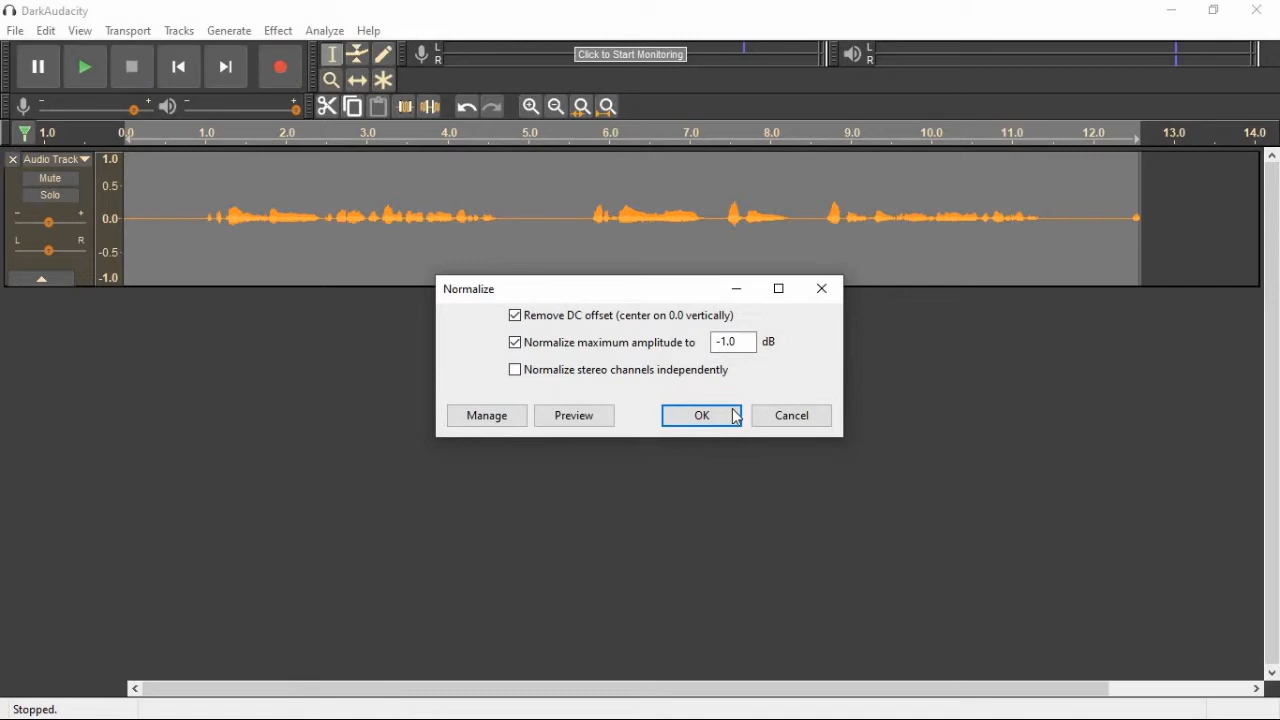 DarkAudacity
File Edit View Transport Tracks Generate Effect Analyze Help
L
R
Click to Start Monitoring
L
R
- + - +
1.0 0.0 1.0 2.0 3.0 4.0 5.0 6.0 7.0 8.0 9.0 10.0 11.0 12.0 13.0 14.0
Audio Track 1.0
Mute
Solo
0.5
- +
0.0
L R
-0.5
-1.0
Normalize
Remove DC offset (center on 0.0 vertically)
Normalize maximum amplitude to -1.0 dB
Normalize stereo channels independently
Manage Preview OK Cancel
Stopped.